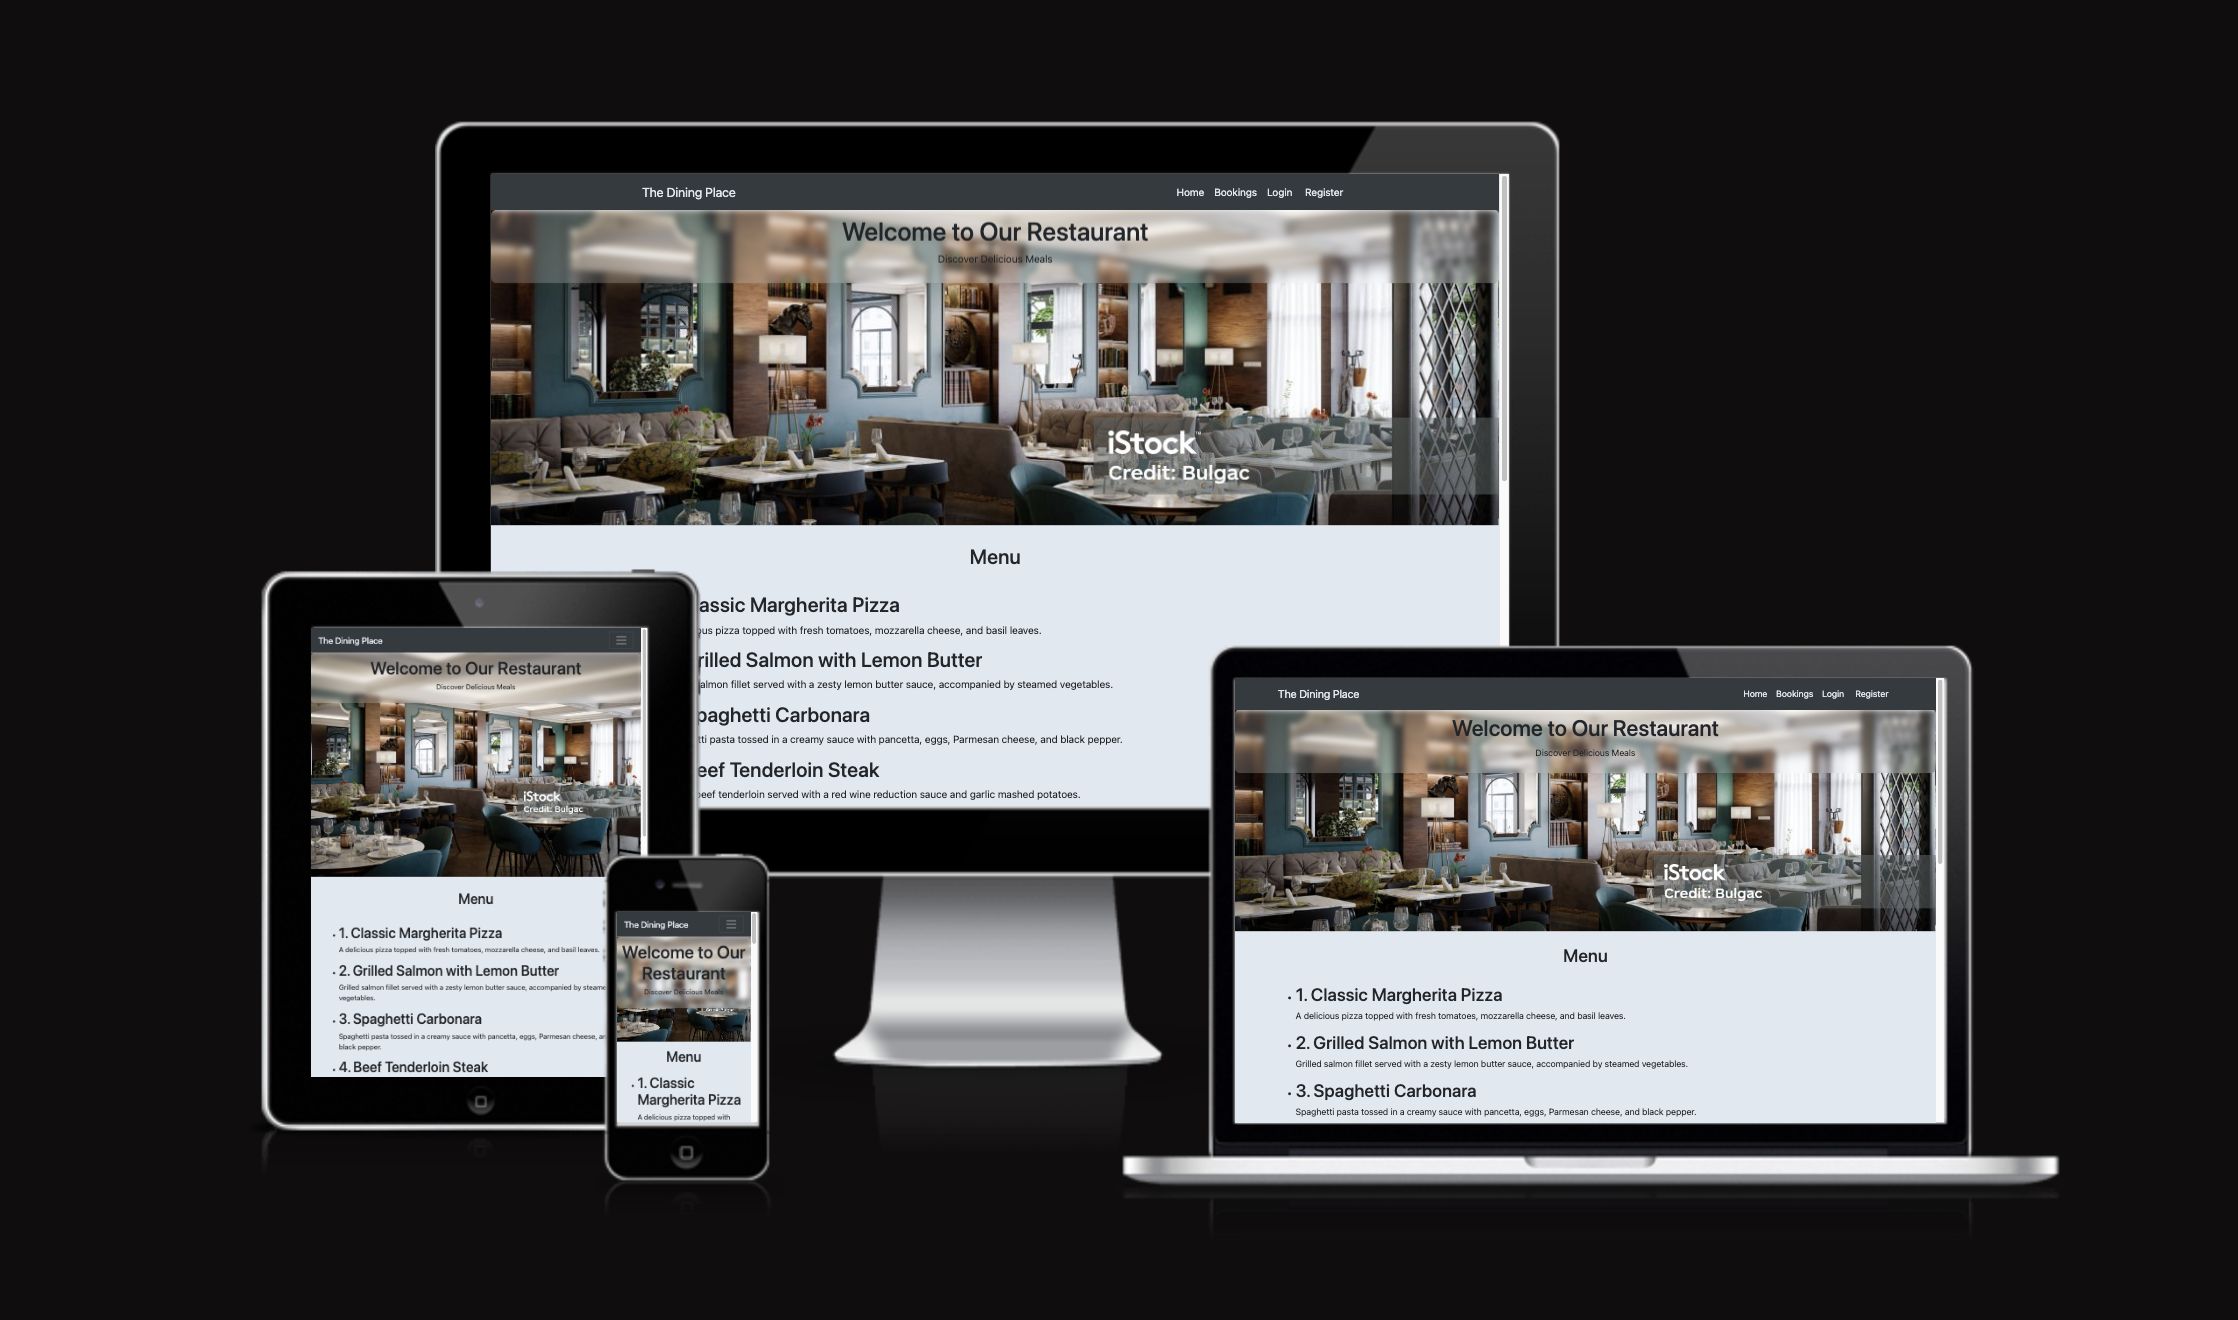 The Dining Place
Home Bookings Login Register
Welcome to Our Restaurant
Discover Delicious Meals
iStock
Credit: Bulgac
Menu
assic Margherita Pizza
ous pizza topped with fresh tomatoes, mozzarella cheese, and basil leaves.
rilled Salmon with Lemon Butter
almon fillet served with a zesty lemon butter sauce, accompanied by steamed vegetables.
paghetti Carbonara
tti pasta tossed in a creamy sauce with pancetta, eggs, Parmesan cheese, and black pepper.
eef Tenderloin Steak
beef tenderloin served with a red wine reduction sauce and garlic mashed potatoes.
The Dining Place
Welcome to Our Restaurant
Discover Delicious Meals
iStock
Credit: Bulgac
Menu
• 1. Classic Margherita Pizza
A delicious pizza topped with fresh tomatoes, mozzarella cheese, and basil leaves.
• 2. Grilled Salmon with Lemon Butter
Grilled salmon fillet served with a zesty lemon butter sauce, accompanied by steame
vegetables.
• 3. Spaghetti Carbonara
Spaghetti pasta tossed in a creamy sauce with pancetta, eggs, Parmesan cheese, ar
black pepper.
• 4. Beef Tenderloin Steak
The Dining Place
Welcome to Our
Restaurant
Discover Delicious Meals
Menu
• 1. Classic
Margherita Pizza
A delicious pizza topped with
The Dining Place
Home Bookings Login Register
Welcome to Our Restaurant
Discover Delicious Meals
iStock
Credit: Bulgac
Menu
• 1. Classic Margherita Pizza
A delicious pizza topped with fresh tomatoes, mozzarella cheese, and basil leaves.
• 2. Grilled Salmon with Lemon Butter
Grilled salmon fillet served with a zesty lemon butter sauce, accompanied by steamed vegetables.
• 3. Spaghetti Carbonara
Spaghetti pasta tossed in a creamy sauce with pancetta, eggs, Parmesan cheese, and black pepper.